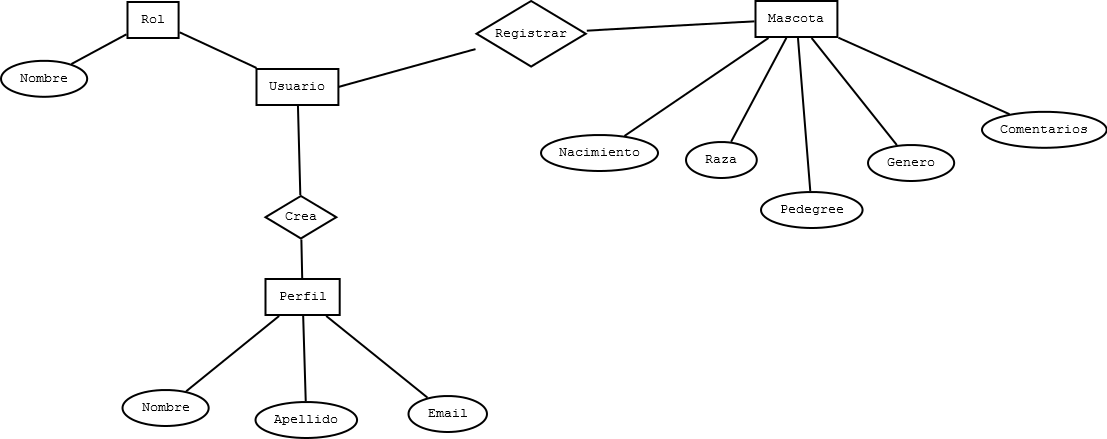 Rol
Mascota
Registrar
Nombre
Usuario
Comentarios
Nacimiento
Raza
Genero
Pedegree
Crea
Perfil
Nombre
Apellido
Email